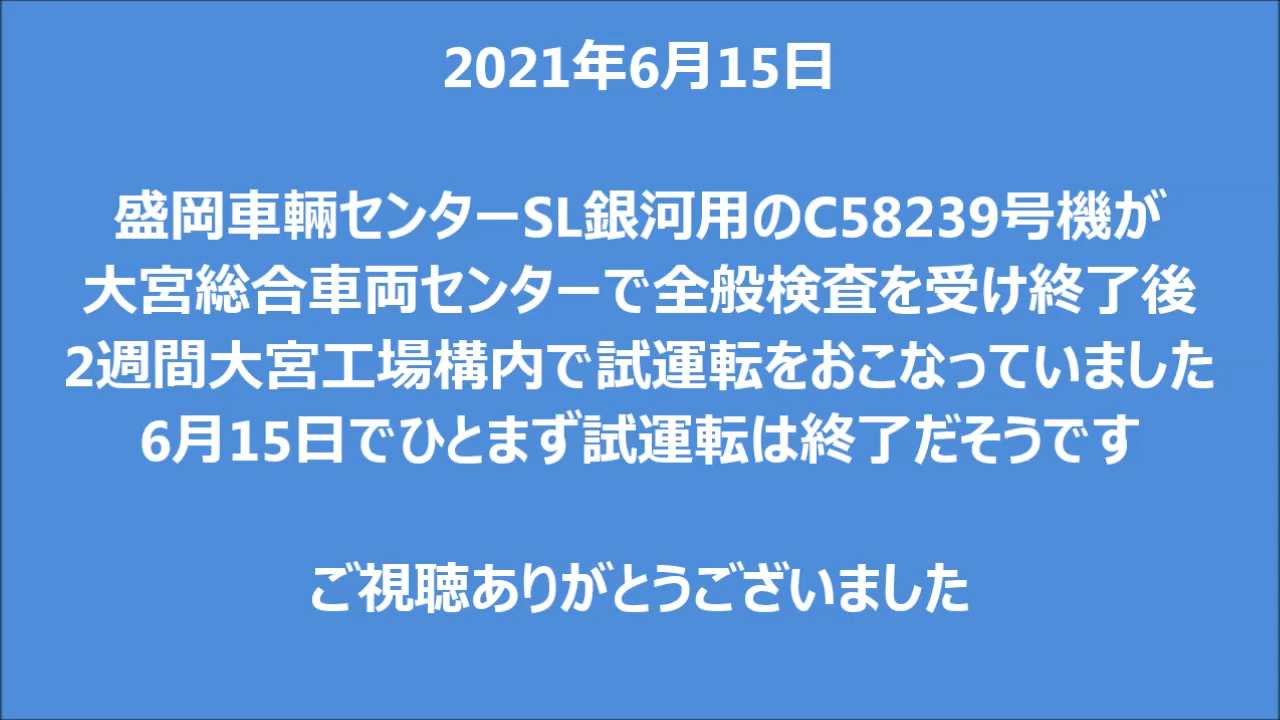 2021年6月15日
盛岡車輛センターSL銀河用のC58239号機が
大宮総合車両センターで全般検査を受け終了後
2週間大宮工場構内で試運転をおこなっていました
6月15日でひとまず試運転は終了だそうです
ご視聴ありがとうございました